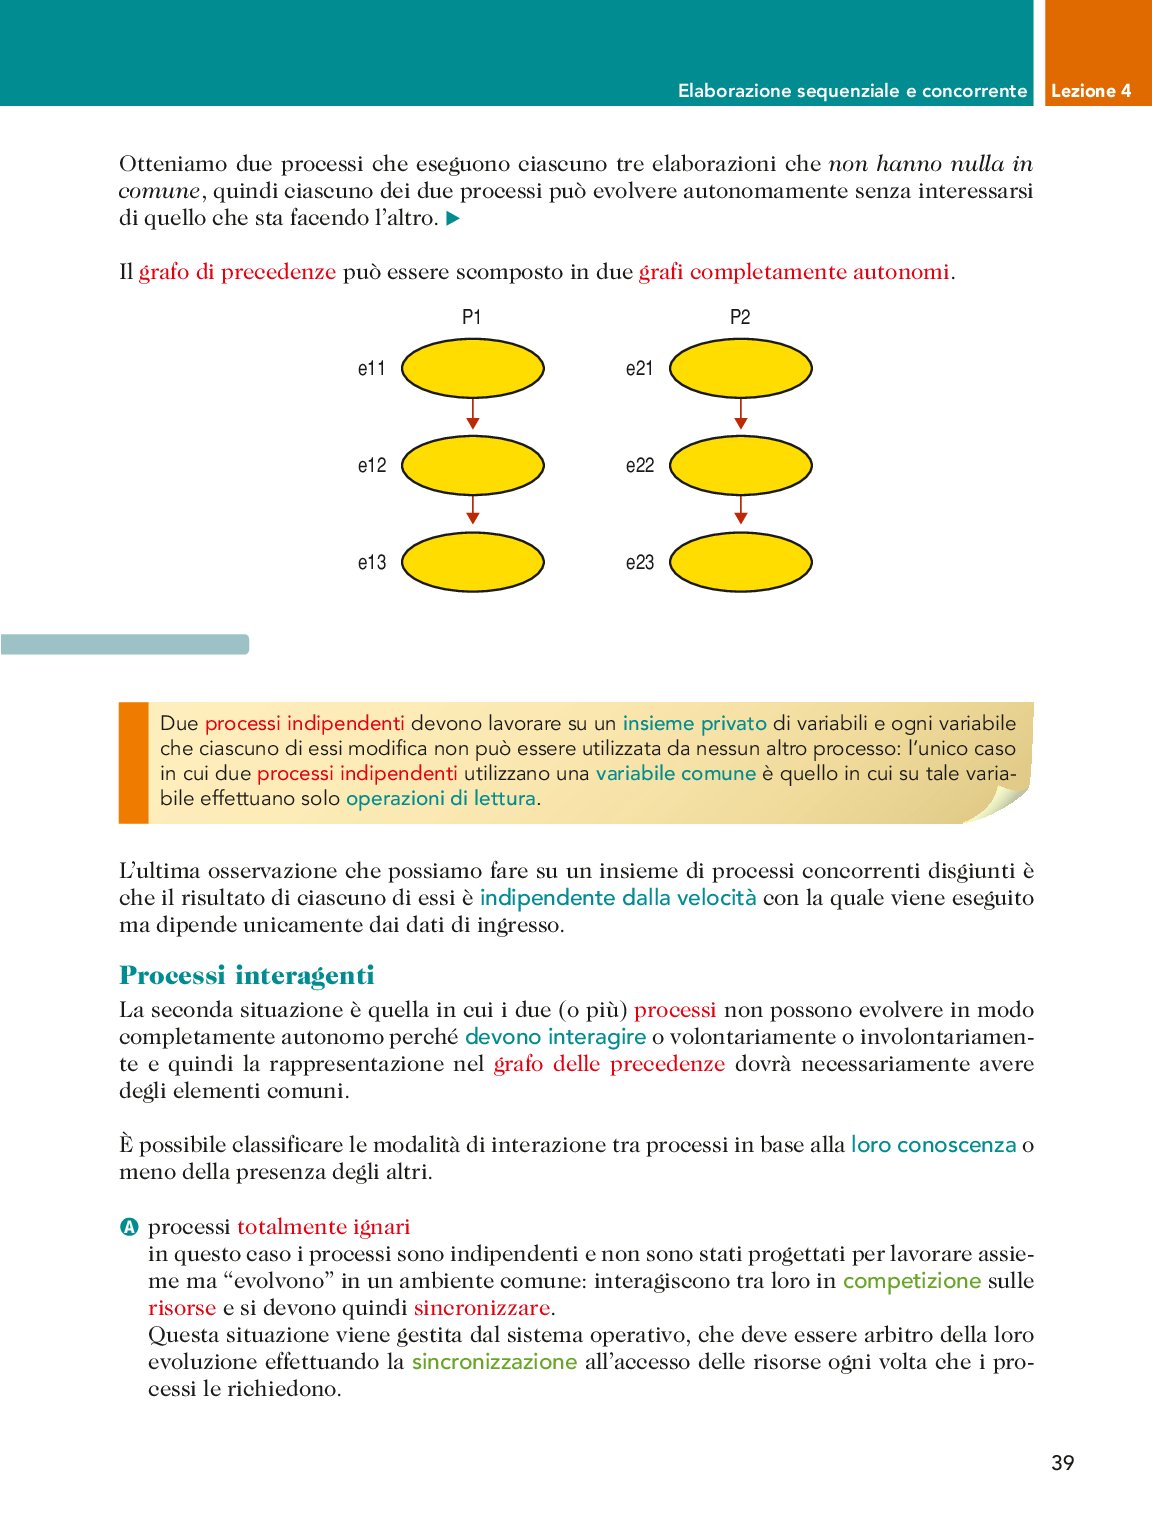 Elaborazione sequenziale e concorrente Lezione 4
Otteniamo due processi che eseguono ciascuno tre elaborazioni che non hanno nulla in
comune, quindi ciascuno dei due processi può evolvere autonomamente senza interessarsi
di quello che sta facendo l’altro. ▶
Il grafo di precedenze può essere scomposto in due grafi completamente autonomi.
P1 P2
e11 e21
e12 e22
e13 e23
Due processi indipendenti devono lavorare su un insieme privato di variabili e ogni variabile
che ciascuno di essi modifica non può essere utilizzata da nessun altro processo: l’unico caso
in cui due processi indipendenti utilizzano una variabile comune è quello in cui su tale varia-
bile effettuano solo operazioni di lettura.
L’ultima osservazione che possiamo fare su un insieme di processi concorrenti disgiunti è
che il risultato di ciascuno di essi è indipendente dalla velocità con la quale viene eseguito
ma dipende unicamente dai dati di ingresso.
Processi interagenti
La seconda situazione è quella in cui i due (o più) processi non possono evolvere in modo
completamente autonomo perché devono interagire o volontariamente o involontariamen-
te e quindi la rappresentazione nel grafo delle precedenze dovrà necessariamente avere
degli elementi comuni.
È possibile classificare le modalità di interazione tra processi in base alla loro conoscenza o
meno della presenza degli altri.
A processi totalmente ignari
in questo caso i processi sono indipendenti e non sono stati progettati per lavorare assie-
me ma “evolvono” in un ambiente comune: interagiscono tra loro in competizione sulle
risorse e si devono quindi sincronizzare.
Questa situazione viene gestita dal sistema operativo, che deve essere arbitro della loro
evoluzione effettuando la sincronizzazione all’accesso delle risorse ogni volta che i pro-
cessi le richiedono.
39